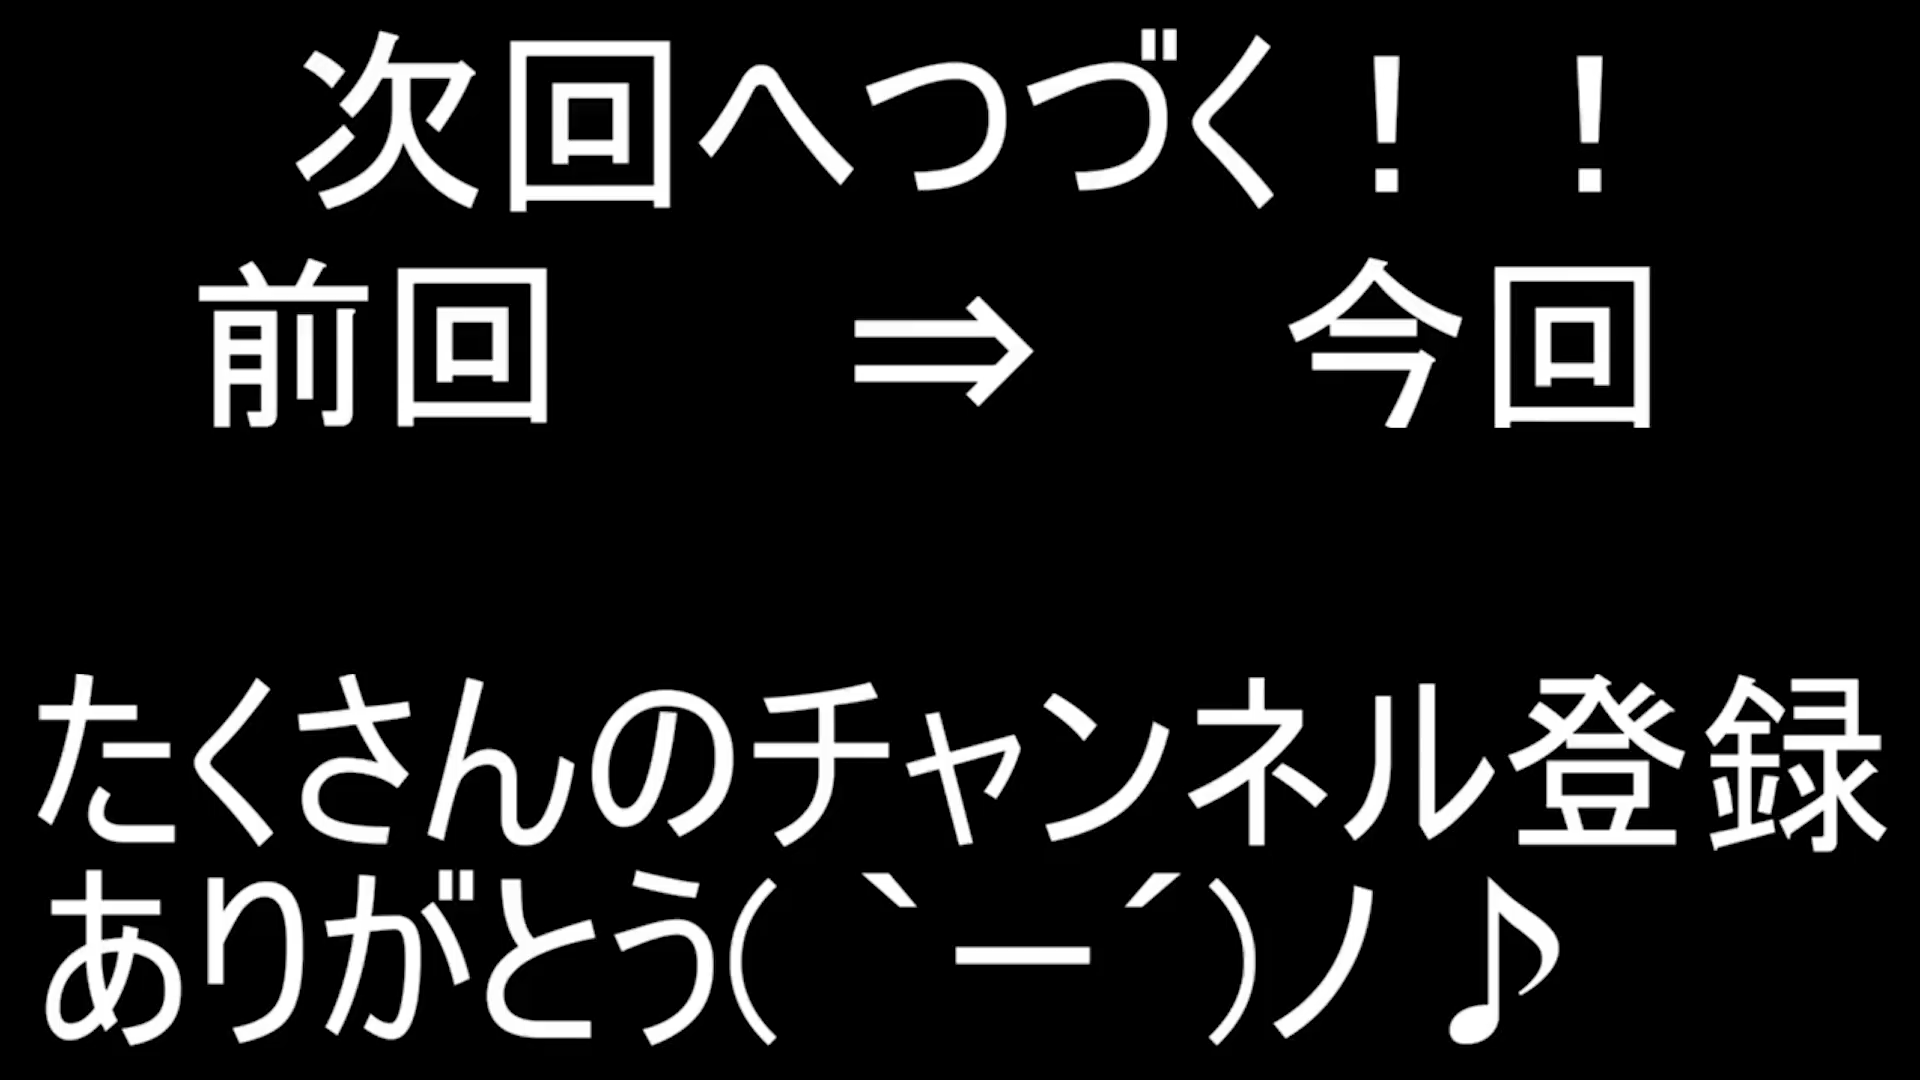 次回へつづく！！
前回　⇒　今回
たくさんのチャンネル登録
ありがとう( ｀ー´)ノ♪